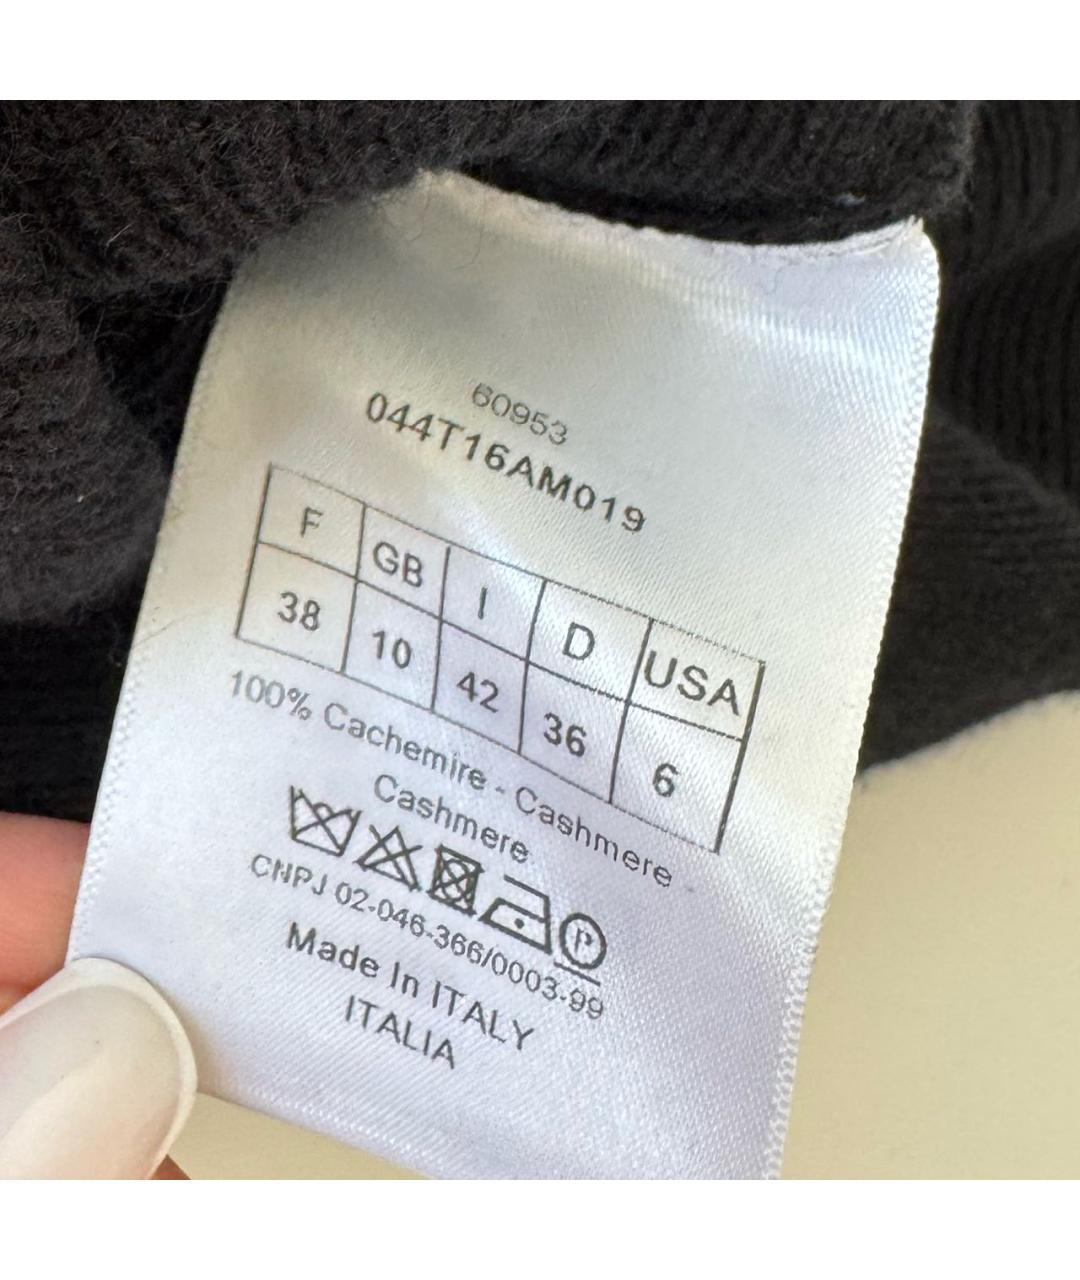 60953
044T16AM019
F GB I D USA
38 10 42 36 6
100% Cachemire - Cashmere
Cashmere
P
CNPJ 02-046-366/0003-99
Made In ITALY
ITALIA